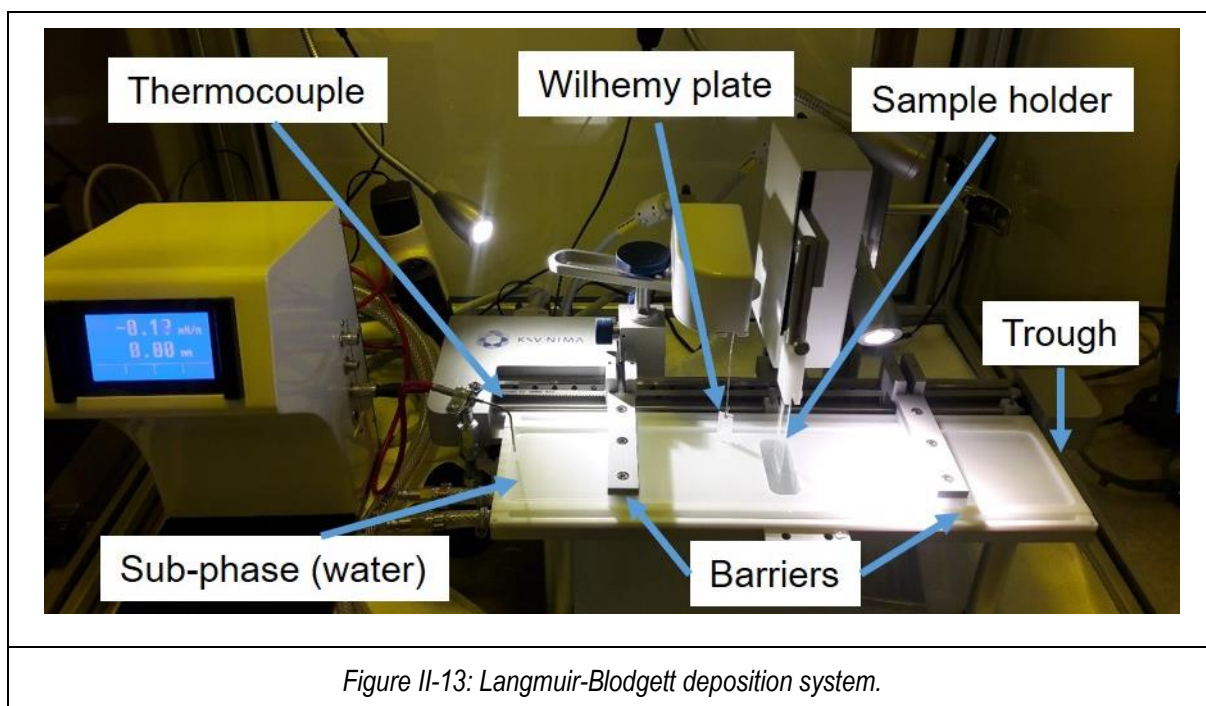 Thermocouple
Wilhemy plate
Sample holder
Trough
-0.1? mN/m
0.00 mm
KSV NIMA
Sub-phase (water)
Barriers
Figure II-13: Langmuir-Blodgett deposition system.